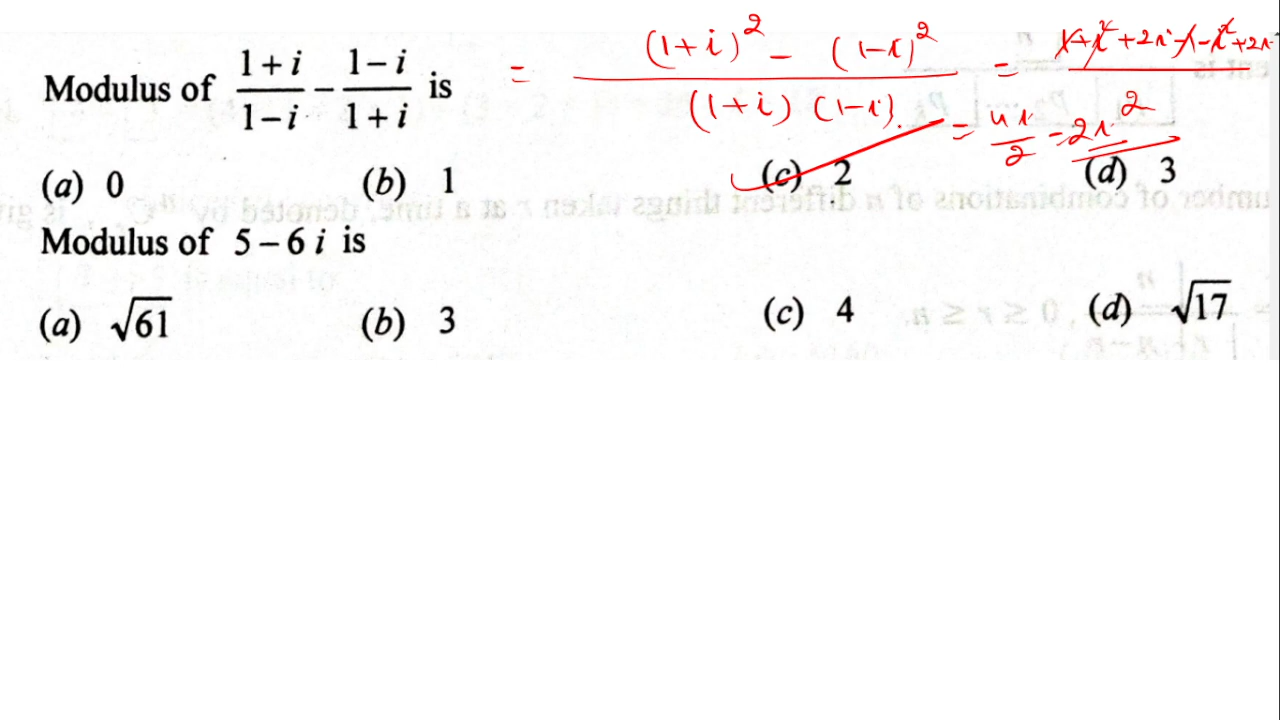 Modulus of (1+i)/(1−i) − (1−i)/(1+i) is = ((1+i)² − (1−i)²)/((1+i)(1−i)) = (1+i²+2i−1−i²+2i)/2
= 4i/2 = 2i
(a) 0 (b) 1 (c) 2 (d) 3
Modulus of 5−6 i is
(a) √61 (b) 3 (c) 4 (d) √17